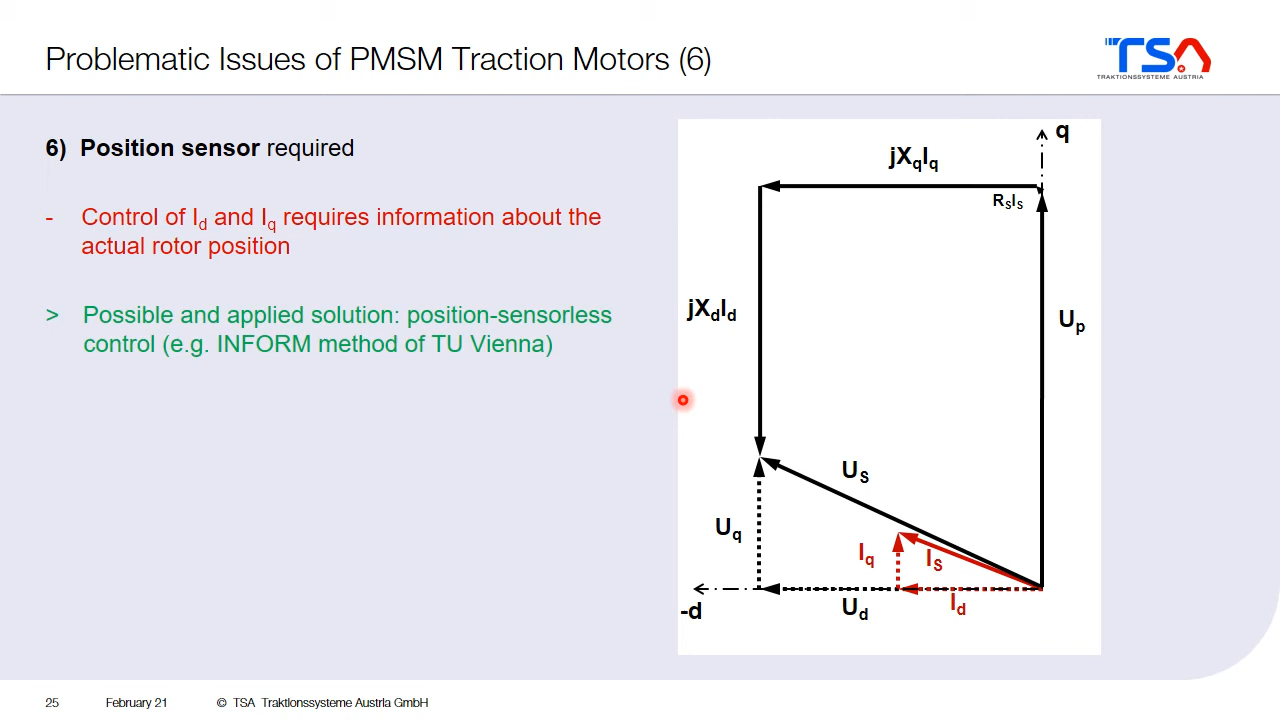 Problematic Issues of PMSM Traction Motors (6)
TSA
TRAKTIONSSYSTEME AUSTRIA
6) Position sensor required
- Control of Id and Iq requires information about the
actual rotor position
> Possible and applied solution: position-sensorless
control (e.g. INFORM method of TU Vienna)
q
jXqIq
RSIS
jXdId
Up
US
Uq
Iq
IS
-d
Ud
Id
25 February 21 © TSA Traktionssysteme Austria GmbH